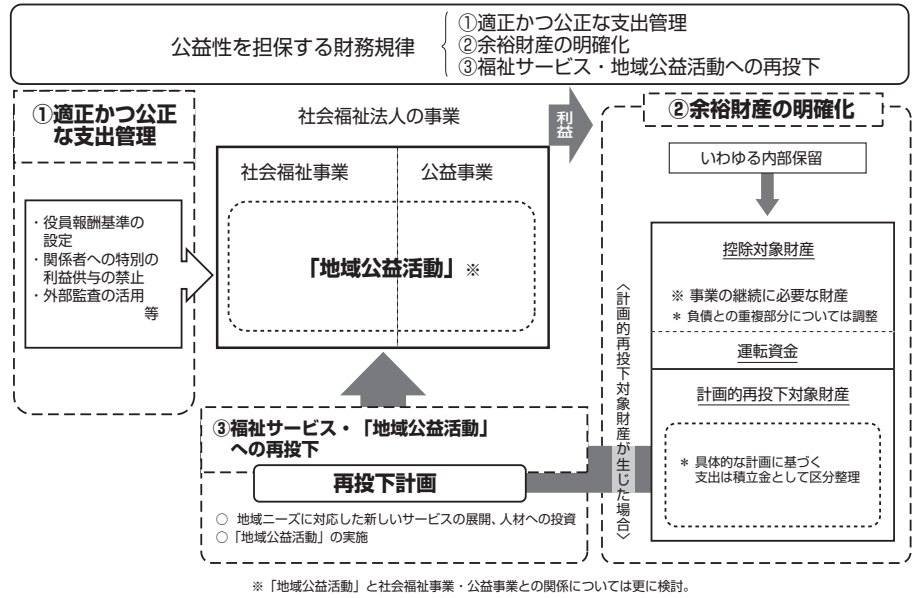 公益性を担保する財務規律
①適正かつ公正な支出管理
②余裕財産の明確化
③福祉サービス・地域公益活動への再投下
①適正かつ公正
な支出管理
・役員報酬基準の
設定
・関係者への特別の
利益供与の禁止
・外部監査の活用
等
社会福祉法人の事業
利益
社会福祉事業
公益事業
「地域公益活動」※
③福祉サービス・「地域公益活動」
への再投下
再投下計画
○ 地域ニーズに対応した新しいサービスの展開、人材への投資
○「地域公益活動」の実施
〈計画的再投下対象財産が生じた場合〉
②余裕財産の明確化
いわゆる内部保留
控除対象財産
※ 事業の継続に必要な財産
＊ 負債との重複部分については調整
運転資金
計画的再投下対象財産
＊ 具体的な計画に基づく
支出は積立金として区分整理
※「地域公益活動」と社会福祉事業・公益事業との関係については更に検討。